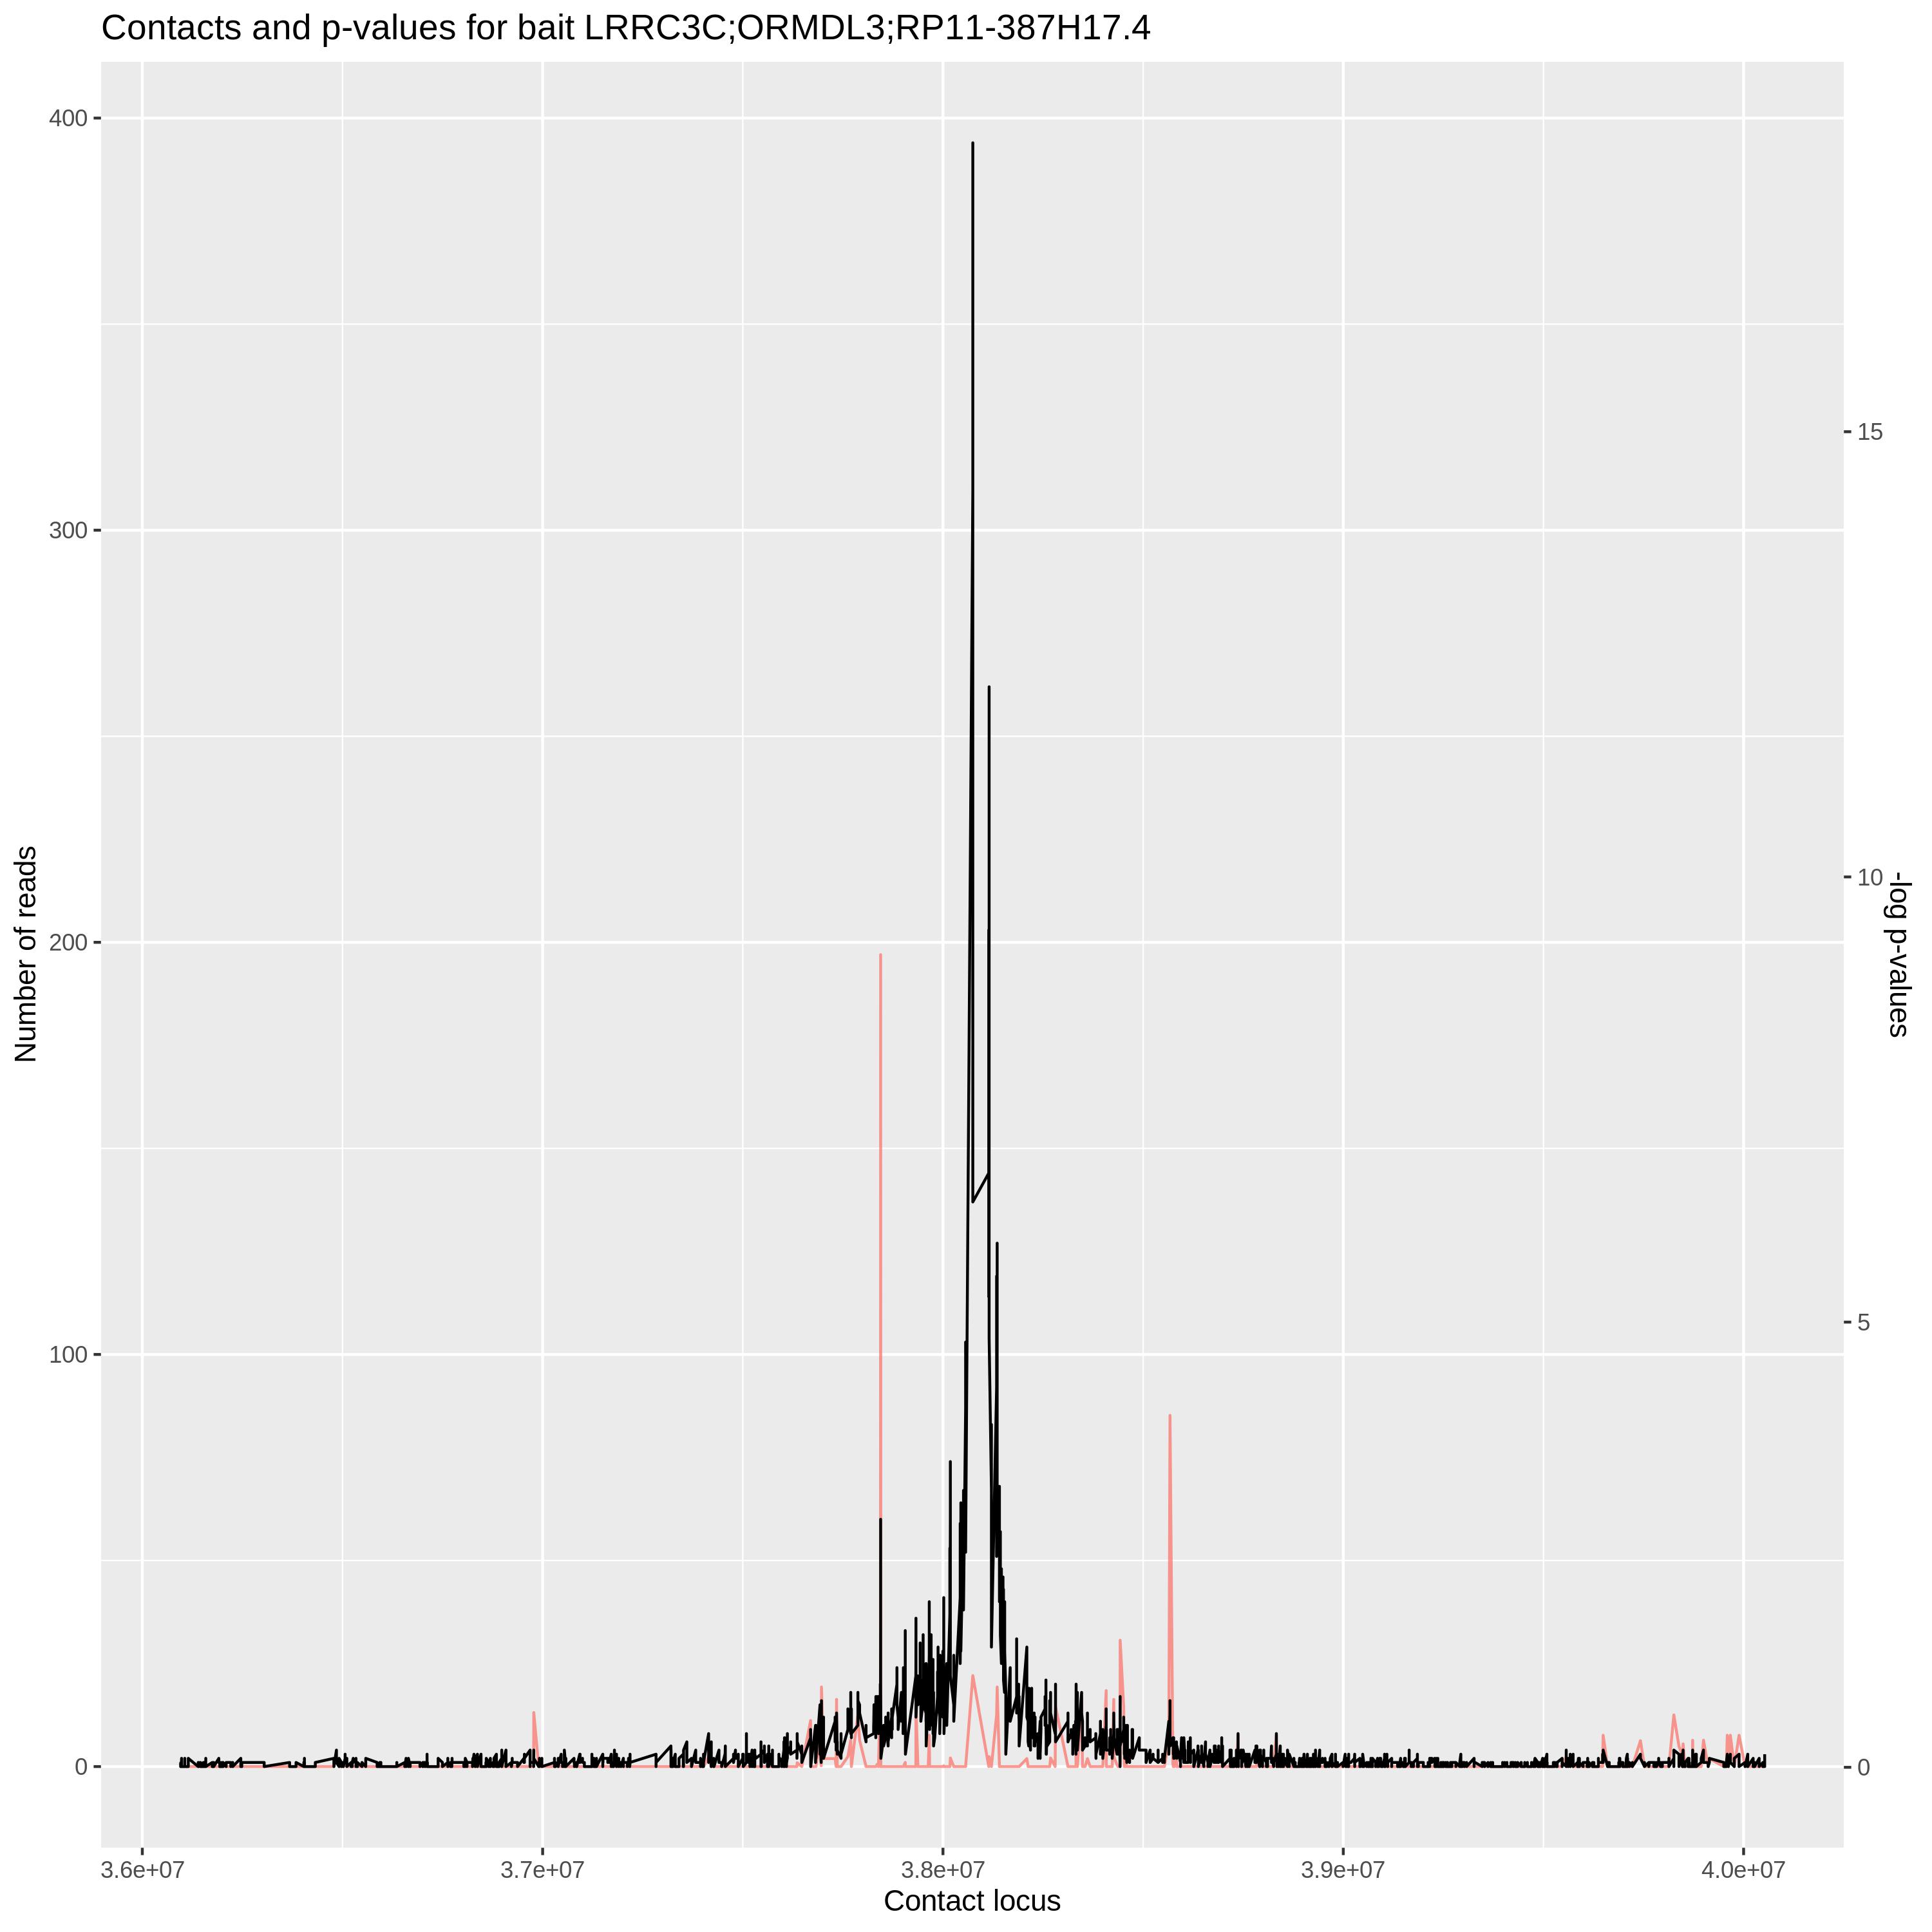 Contacts and p-values for bait LRRC3C;ORMDL3;RP11-387H17.4
400
300
200
100
0
Number of reads
15
10
5
0
-log p-values
3.6e+07 3.7e+07 3.8e+07 3.9e+07 4.0e+07
Contact locus